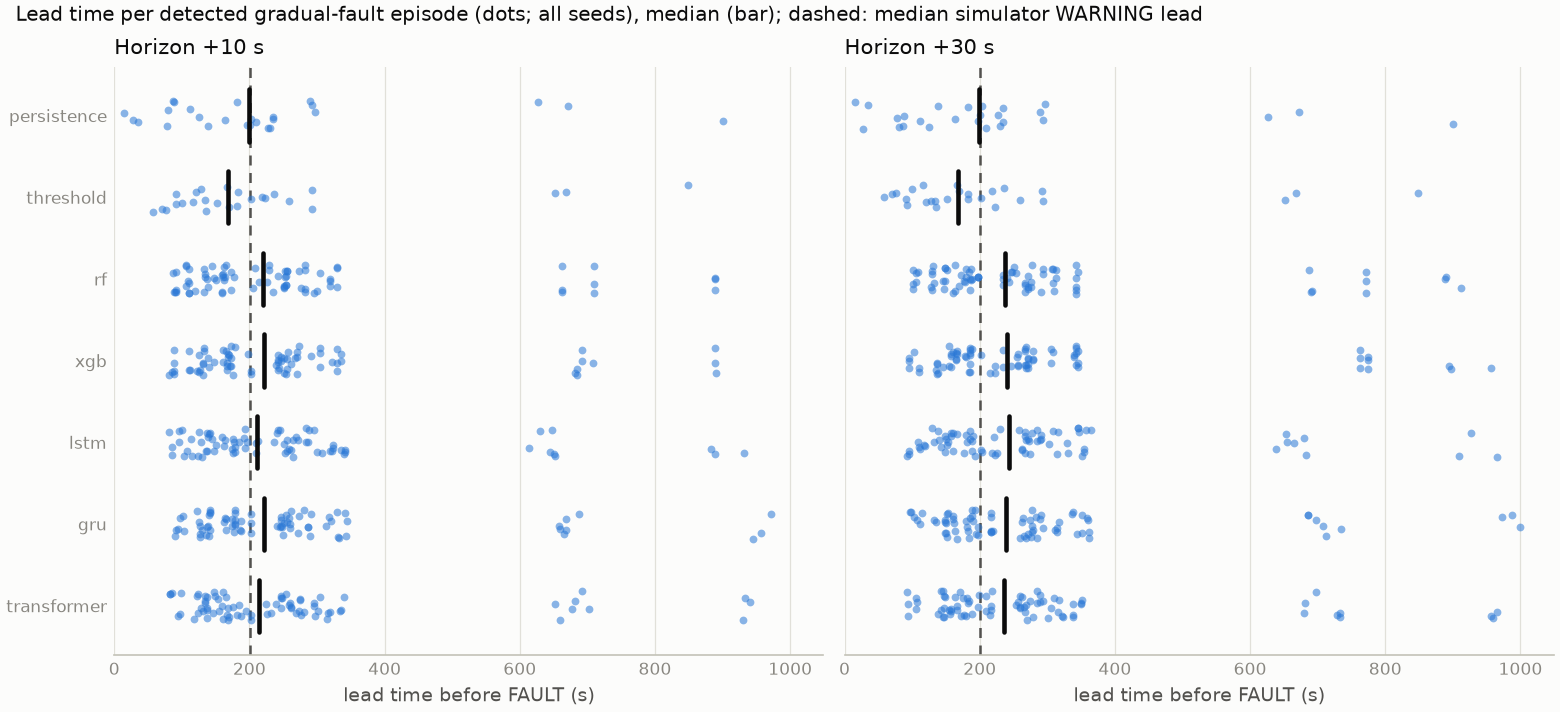 Lead time per detected gradual-fault episode (dots; all seeds), median (bar); dashed: median simulator WARNING lead
Horizon +10 s
Horizon +30 s
persistence
threshold
rf
xgb
lstm
gru
transformer
0 200 400 600 800 1000
0 200 400 600 800 1000
lead time before FAULT (s)
lead time before FAULT (s)